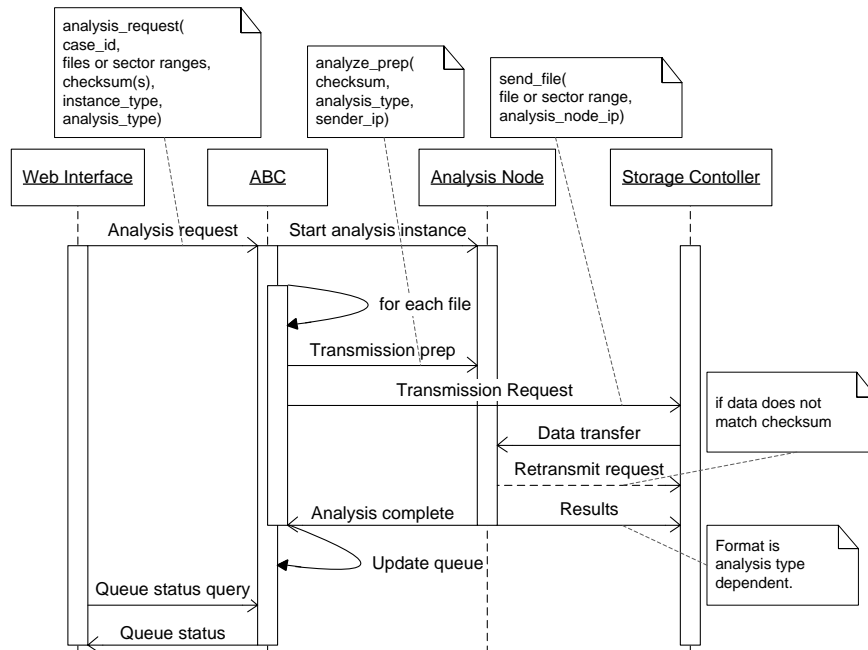 analysis_request(
case_id,
files or sector ranges,
checksum(s),
instance_type,
analysis_type)
analyze_prep(
checksum,
analysis_type,
sender_ip)
send_file(
file or sector range,
analysis_node_ip)
Web Interface
ABC
Analysis Node
Storage Contoller
Analysis request
Start analysis instance
for each file
Transmission prep
Transmission Request
if data does not
match checksum
Data transfer
Retransmit request
Analysis complete
Results
Format is
analysis type
dependent.
Update queue
Queue status query
Queue status